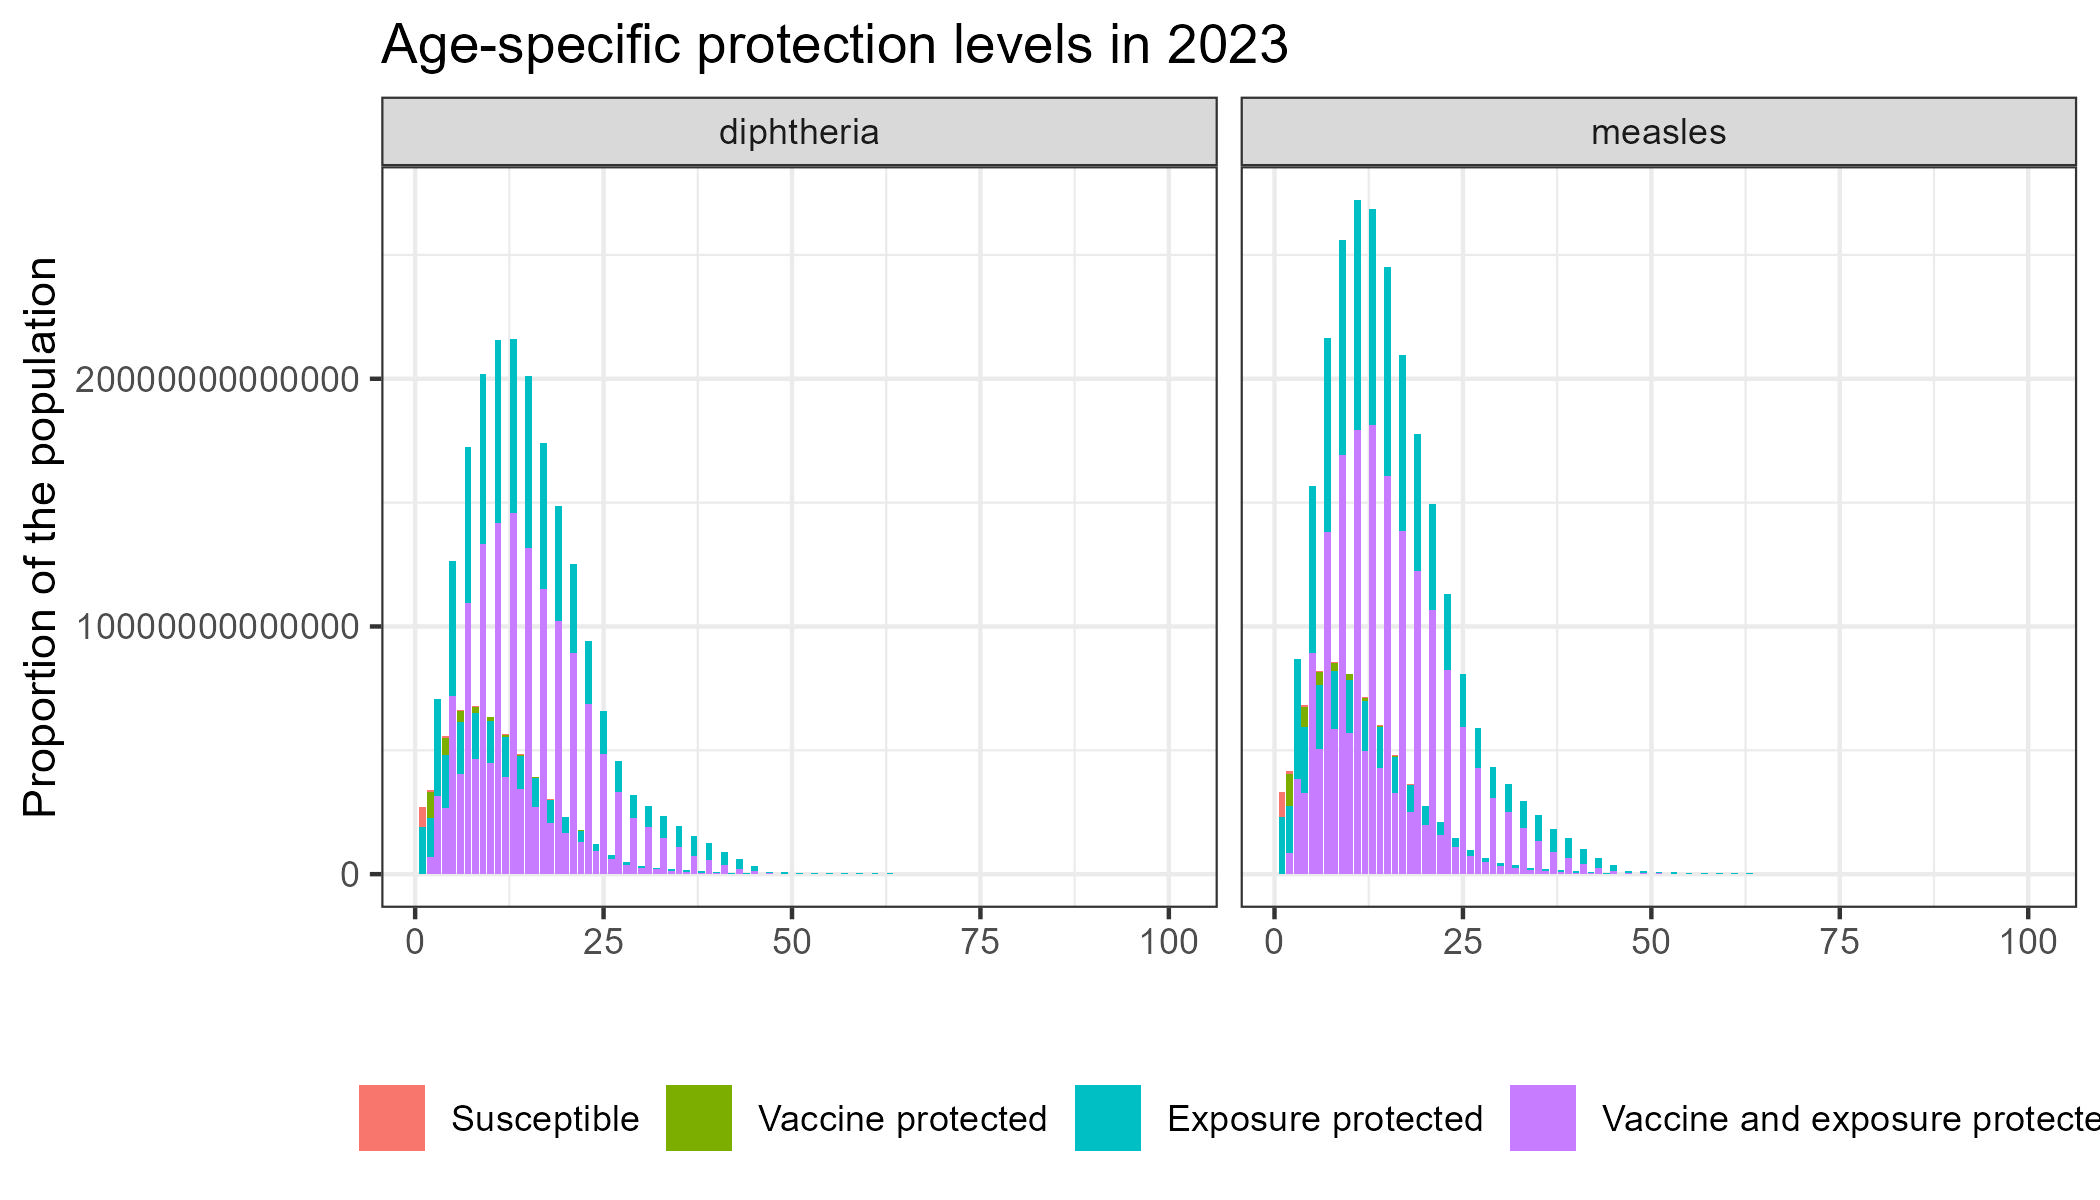 Age-specific protection levels in 2023
diphtheria
measles
Proportion of the population
20000000000000
10000000000000
0
0 25 50 75 100
0 25 50 75 100
Susceptible
Vaccine protected
Exposure protected
Vaccine and exposure protecte